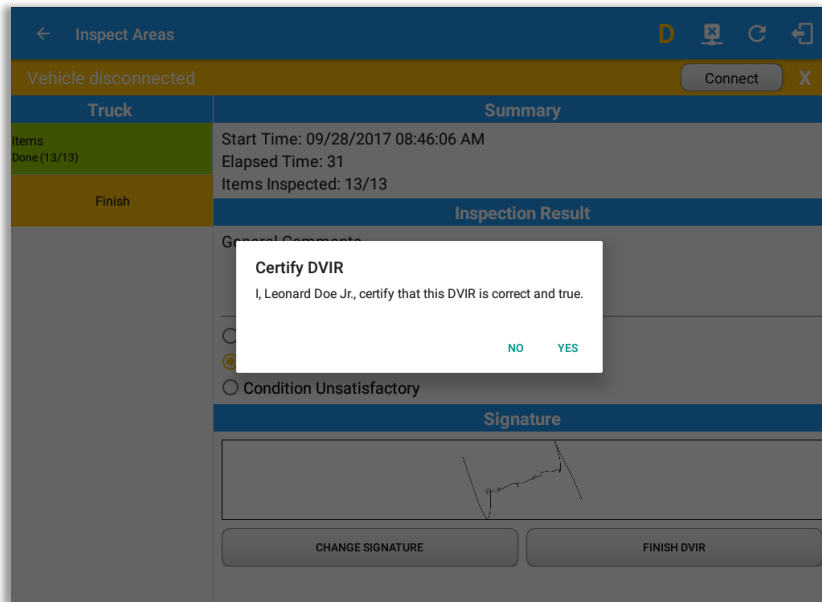 Inspect Areas
D
Vehicle disconnected
Connect
X
Truck
Items
Done (13/13)
Finish
Summary
Start Time: 09/28/2017 08:46:06 AM
Elapsed Time: 31
Items Inspected: 13/13
Inspection Result
General Comments
Certify DVIR
I, Leonard Doe Jr., certify that this DVIR is correct and true.
NO
YES
Condition Unsatisfactory
Signature
CHANGE SIGNATURE
FINISH DVIR